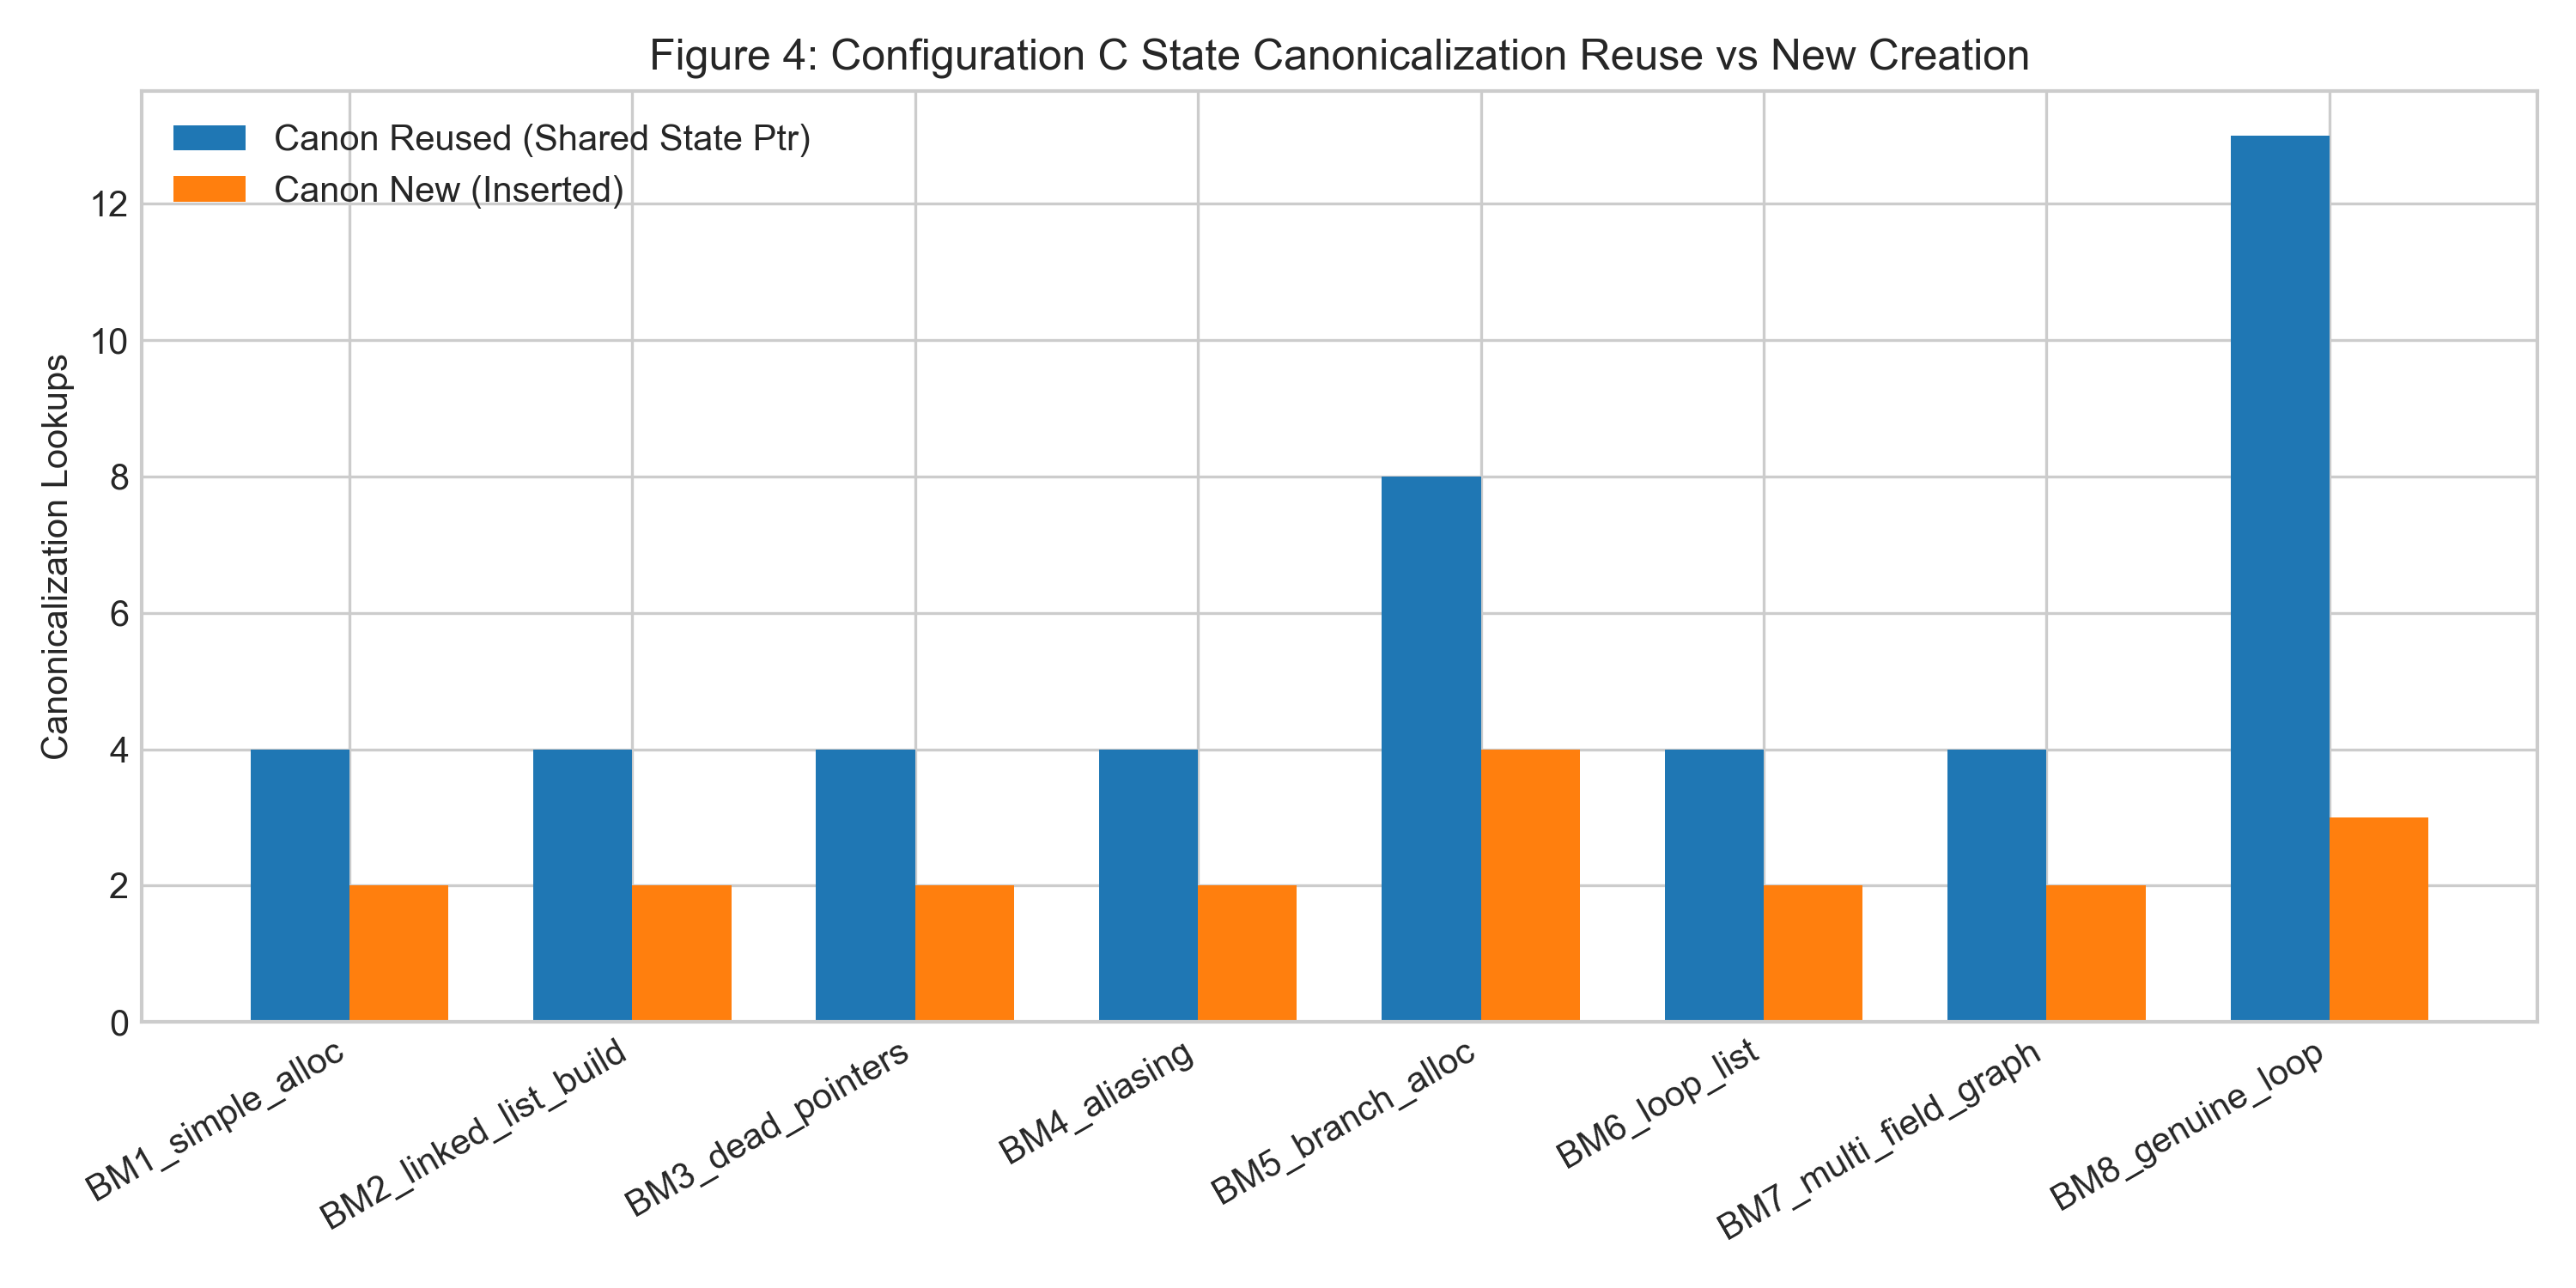 Figure 4: Configuration C State Canonicalization Reuse vs New Creation
Canon Reused (Shared State Ptr)
Canon New (Inserted)
Canonicalization Lookups
12
10
8
6
4
2
0
BM1_simple_alloc
BM2_linked_list_build
BM3_dead_pointers
BM4_aliasing
BM5_branch_alloc
BM6_loop_list
BM7_multi_field_graph
BM8_genuine_loop